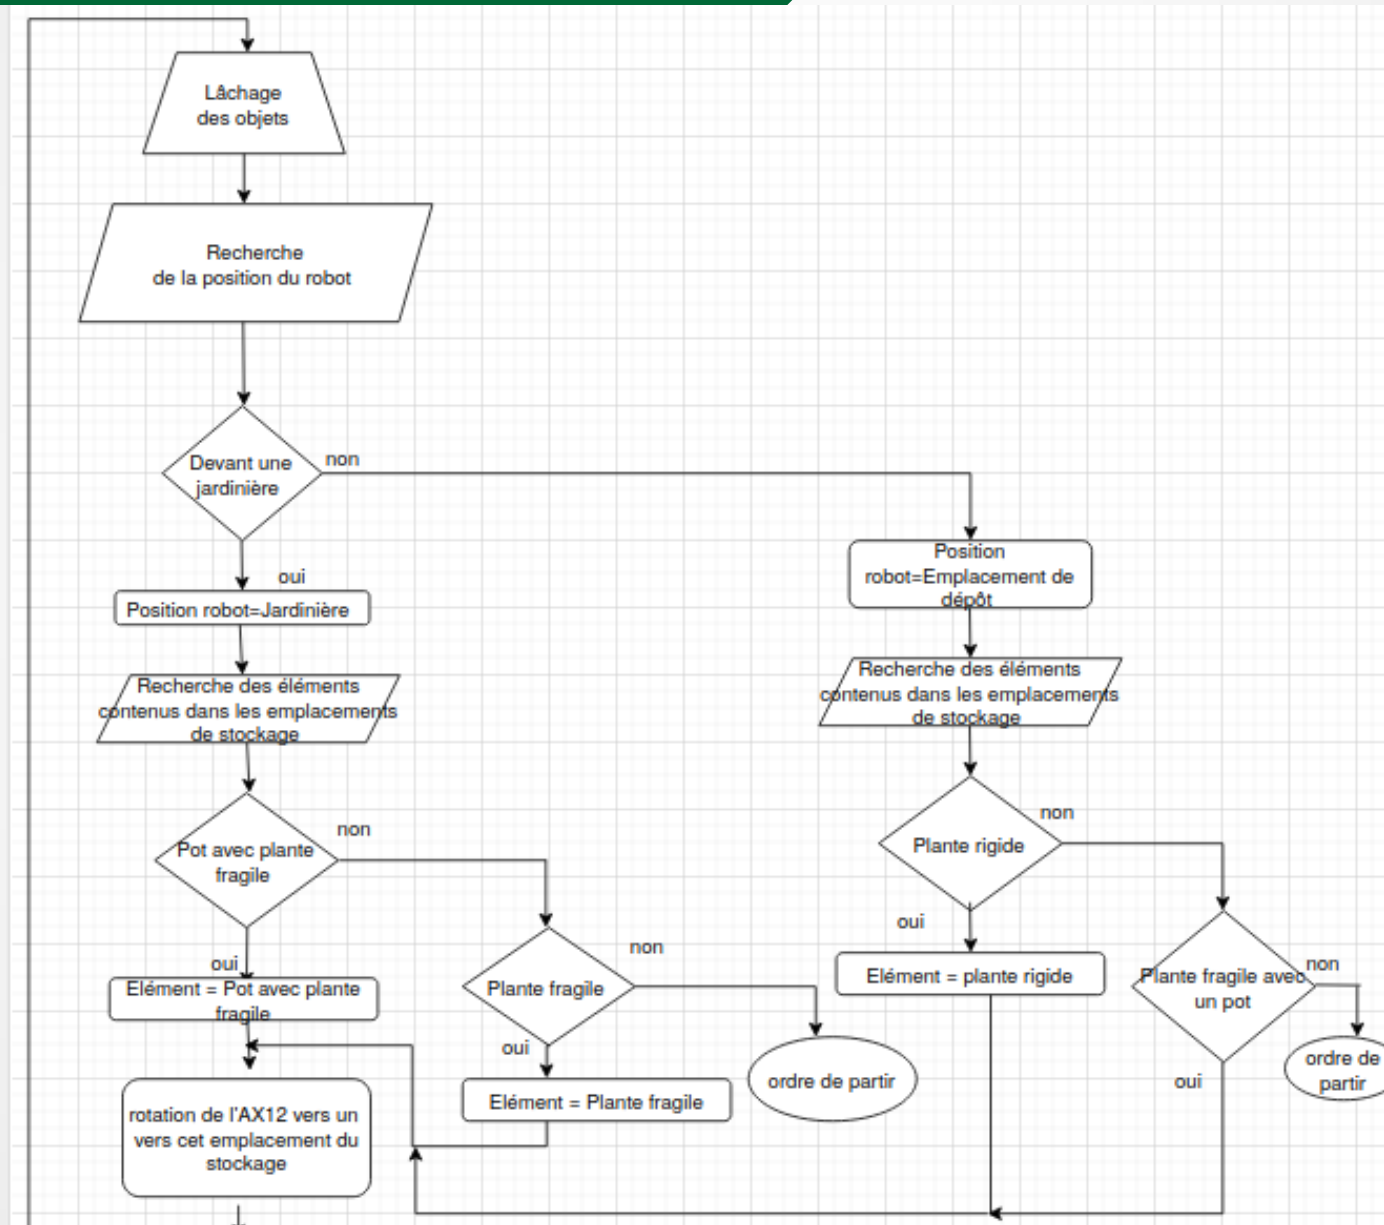 Lâchage
des objets
Recherche
de la position du robot
Devant une
jardinière
non
oui
Position robot=Jardinière
Recherche des éléments
contenus dans les emplacements
de stockage
Pot avec plante
fragile
non
oui
Elément = Pot avec plante
fragile
rotation de l'AX12 vers un
vers cet emplacement du
stockage
Plante fragile
non
oui
Elément = Plante fragile
ordre de partir
Position
robot=Emplacement de
dépôt
Recherche des éléments
contenus dans les emplacements
de stockage
Plante rigide
non
oui
Elément = plante rigide
Plante fragile avec
un pot
non
oui
ordre de
partir